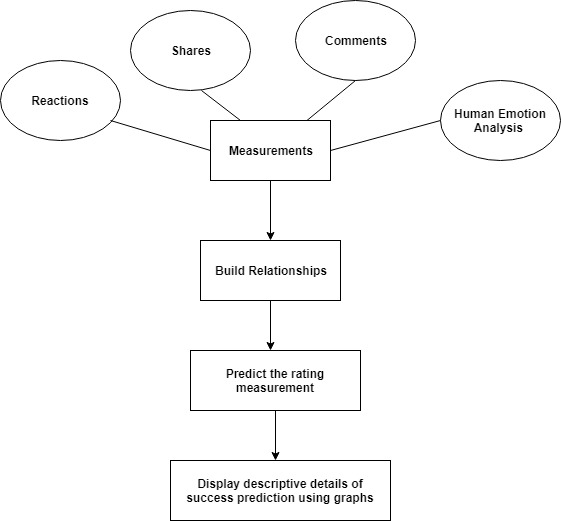 Comments
Shares
Reactions
Human Emotion
Analysis
Measurements
Build Relationships
Predict the rating
measurement
Display descriptive details of
success prediction using graphs